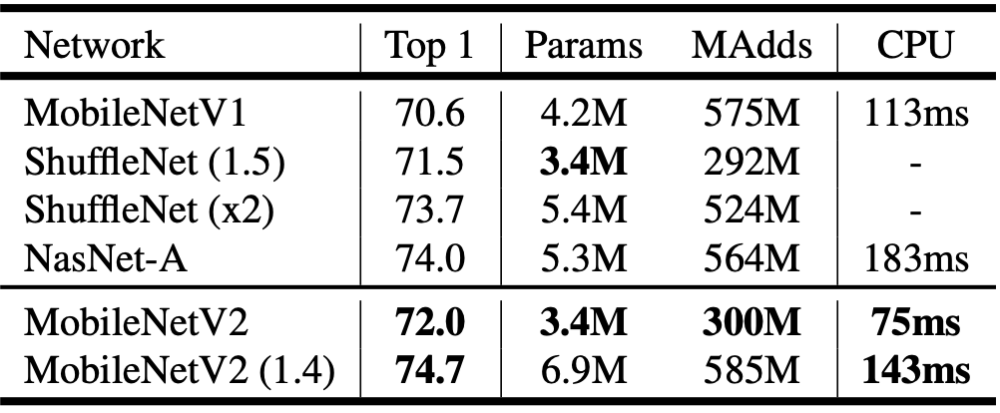 Network Top 1 Params MAdds CPU
MobileNetV1 70.6 4.2M 575M 113ms
ShuffleNet (1.5) 71.5 3.4M 292M -
ShuffleNet (x2) 73.7 5.4M 524M -
NasNet-A 74.0 5.3M 564M 183ms
MobileNetV2 72.0 3.4M 300M 75ms
MobileNetV2 (1.4) 74.7 6.9M 585M 143ms